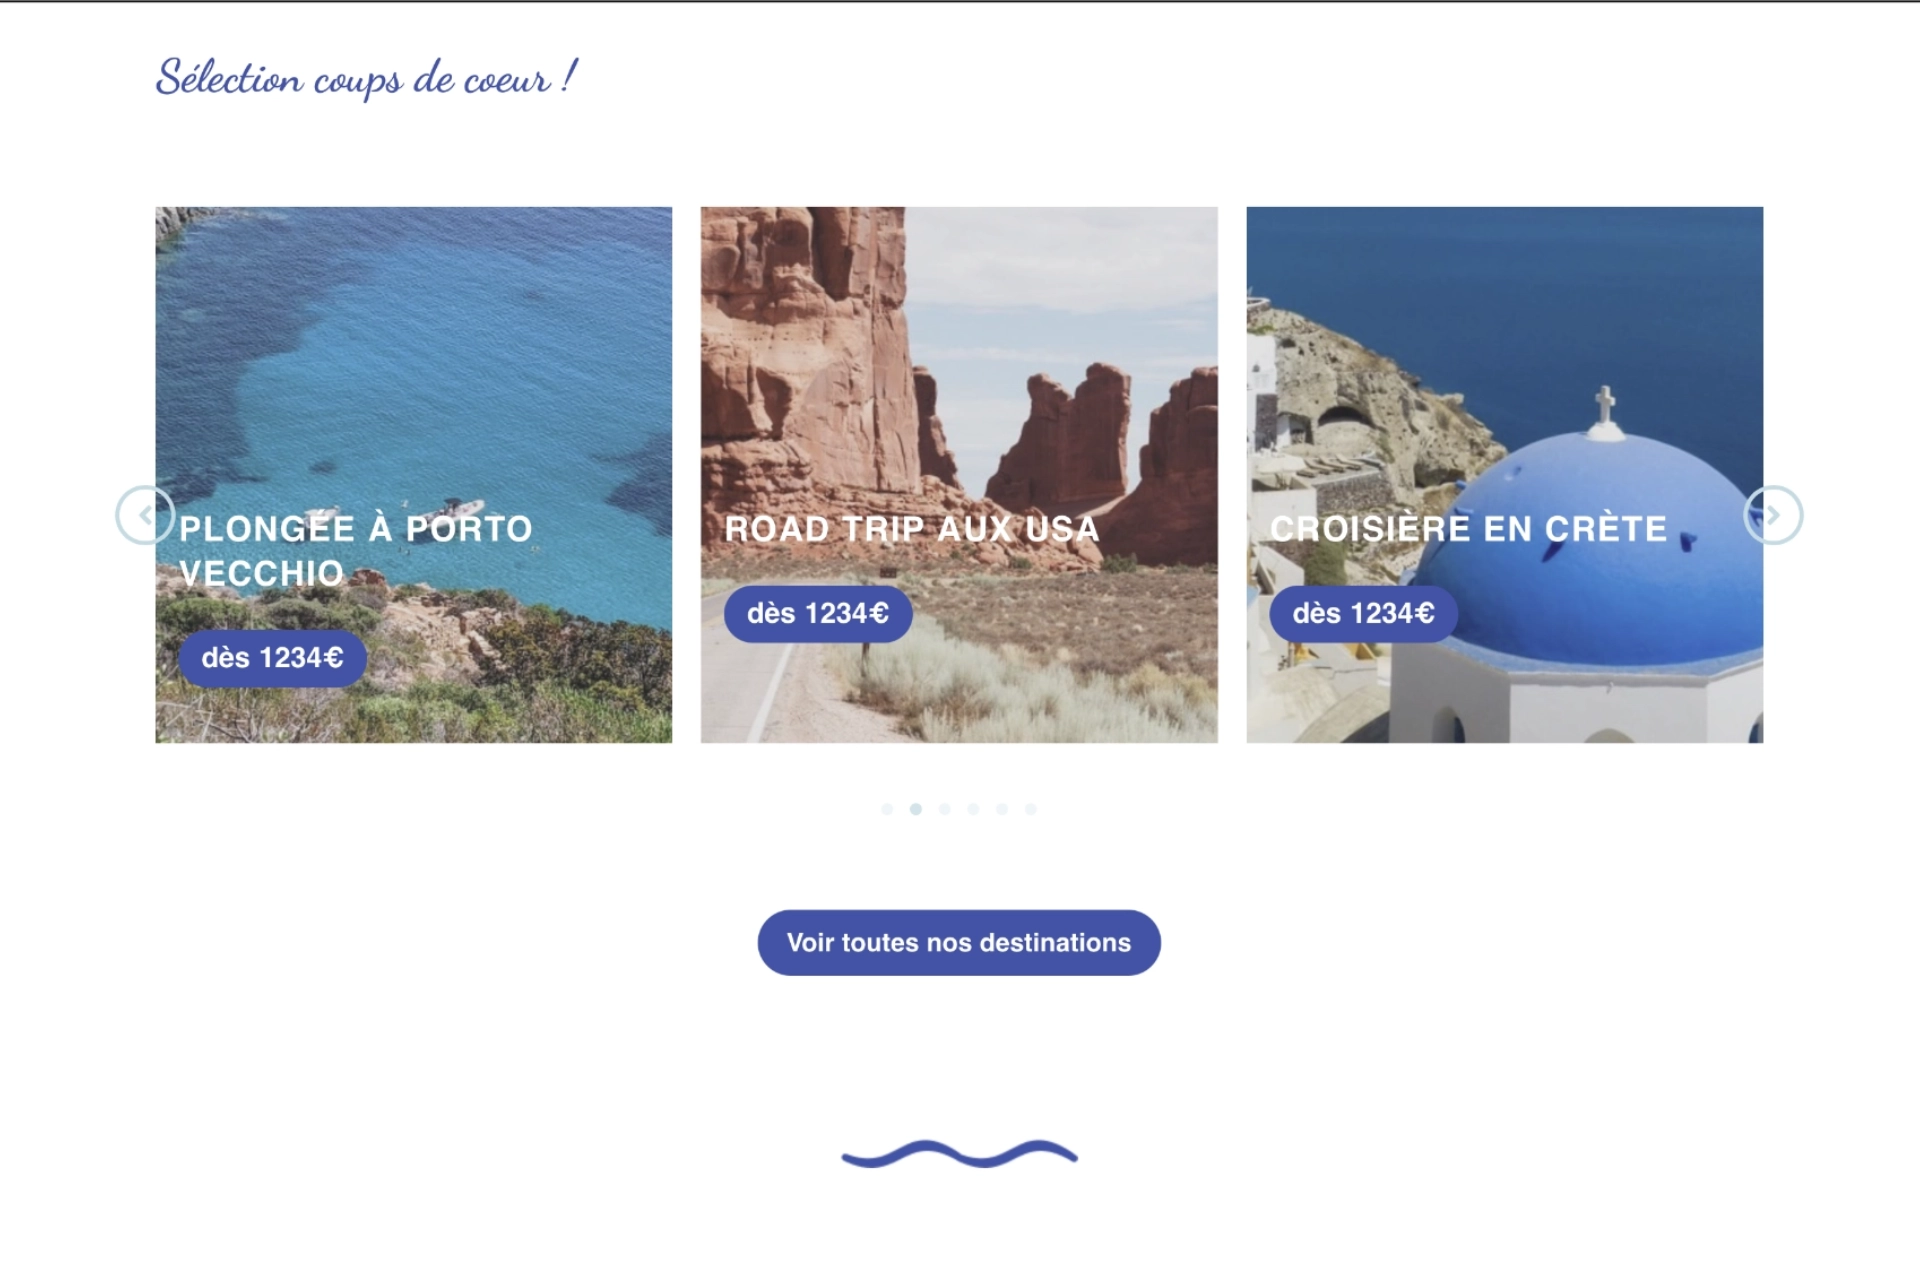 Sélection coups de coeur !
PLONGÉE À PORTO
VECCHIO
dès 1234€
ROAD TRIP AUX USA
dès 1234€
CROISIÈRE EN CRÈTE
dès 1234€
Voir toutes nos destinations